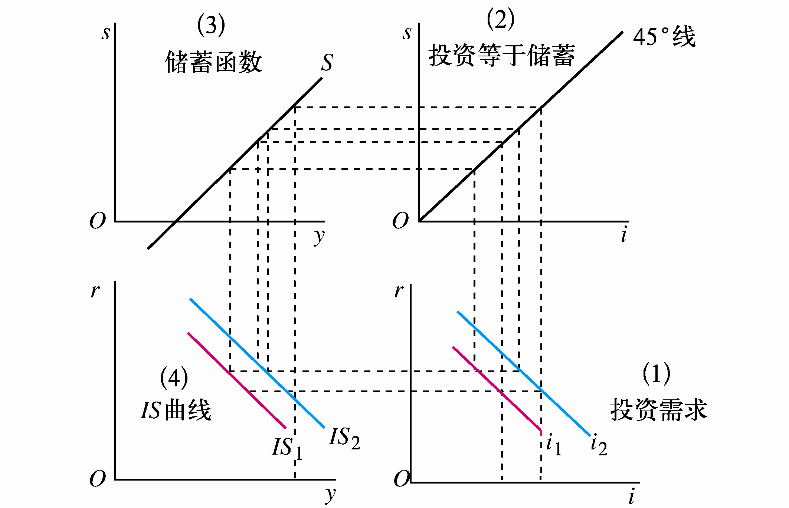 (3)
储蓄函数
s
S
O
y
(2)
投资等于储蓄
s
45°线
O
i
r
(4)
IS曲线
IS₁
IS₂
O
y
r
(1)
投资需求
i₁
i₂
O
i